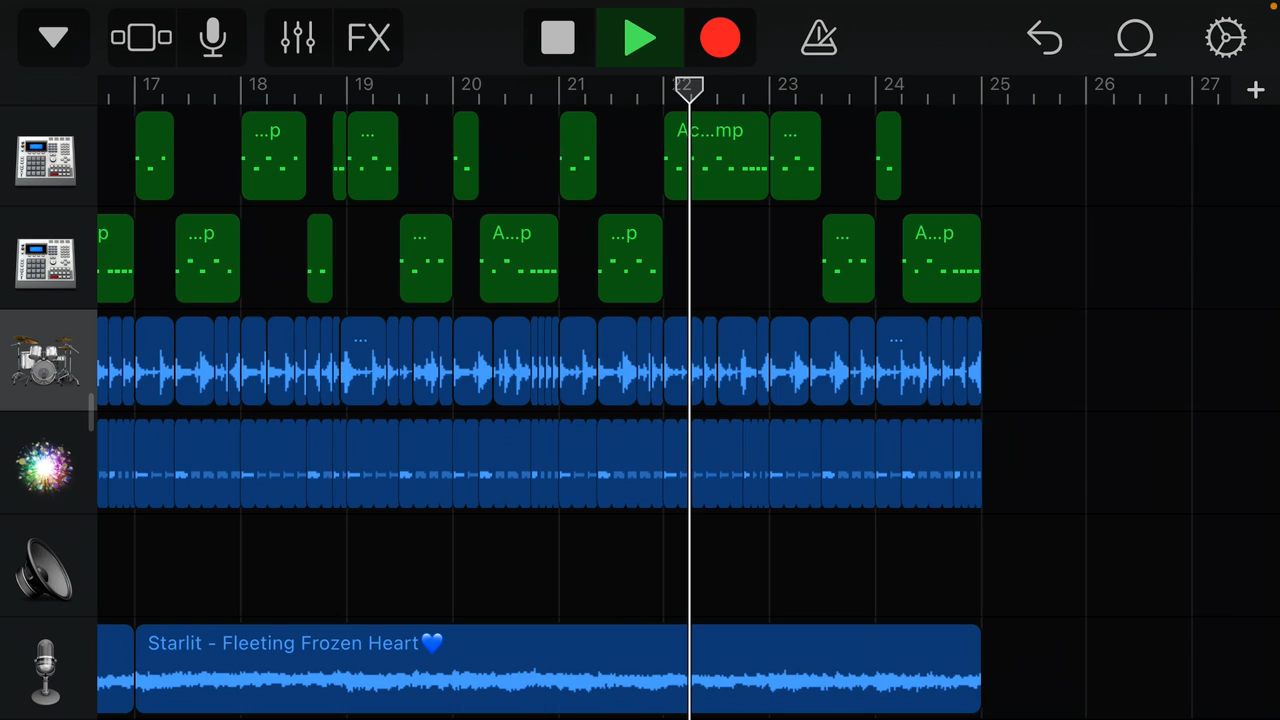 FX
17 18 19 20 21 22 23 24 25 26 27 +
...p ... Ac...mp ...
p ...p ... A...p ...p ... A...p
... ...
Starlit - Fleeting Frozen Heart💙